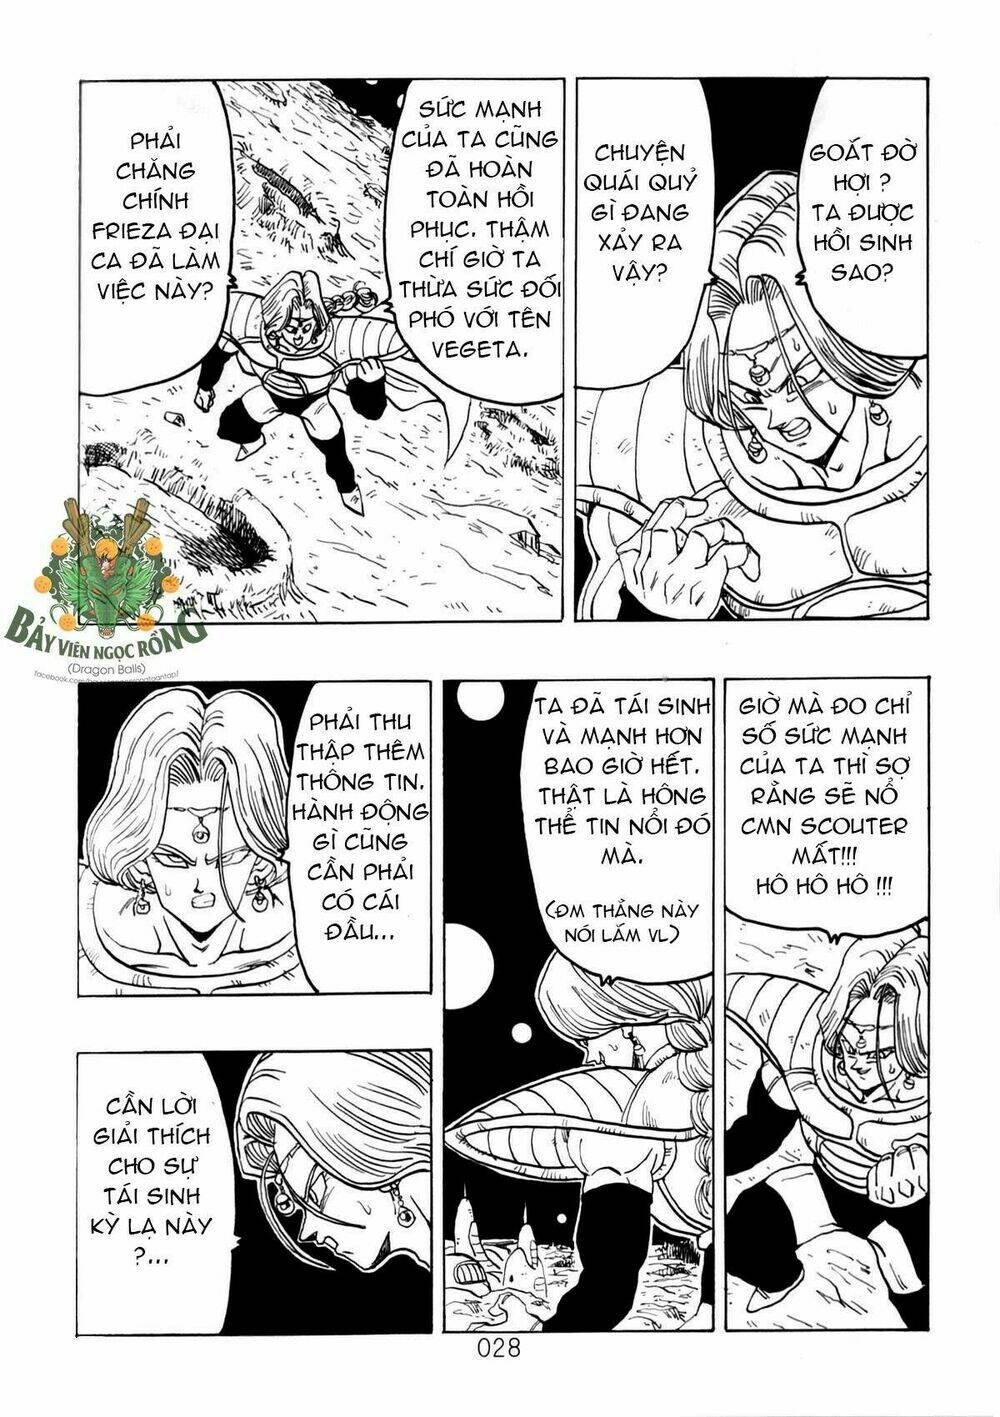 GOÁT ĐỜ
HỢI ?
TA ĐƯỢC
HỒI SINH
SAO?
CHUYỆN
QUÁI QUỶ
GÌ ĐANG
XẢY RA
VẬY?
SỨC MẠNH
CỦA TA CŨNG
ĐÃ HOÀN
TOÀN HỒI
PHỤC. THẬM
CHÍ GIỜ TA
THỪA SỨC ĐỐI
PHÓ VỚI TÊN
VEGETA.
PHẢI
CHĂNG
CHÍNH
FRIEZA ĐẠI
CA ĐÃ LÀM
VIỆC NÀY?
BẢY VIÊN NGỌC RỒNG
(Dragon Balls)
GIỜ MÀ ĐO CHỈ
SỐ SỨC MẠNH
CỦA TA THÌ SỢ
RẰNG SẼ NỔ
CMN SCOUTER
MẤT!!!
HÔ HÔ HÔ !!!
TA ĐÃ TÁI SINH
VÀ MẠNH HƠN
BAO GIỜ HẾT.
THẬT LÀ HÔNG
THỂ TIN NỔI ĐÓ
MÀ.
(ĐM THẰNG NÀY
NÓI LẮM VL)
PHẢI THU
THẬP THÊM
THÔNG TIN.
HÀNH ĐỘNG
GÌ CŨNG
CẦN PHẢI
CÓ CÁI
ĐẦU...
CẦN LỜI
GIẢI THÍCH
CHO SỰ
TÁI SINH
KỲ LẠ NÀY
?...
028